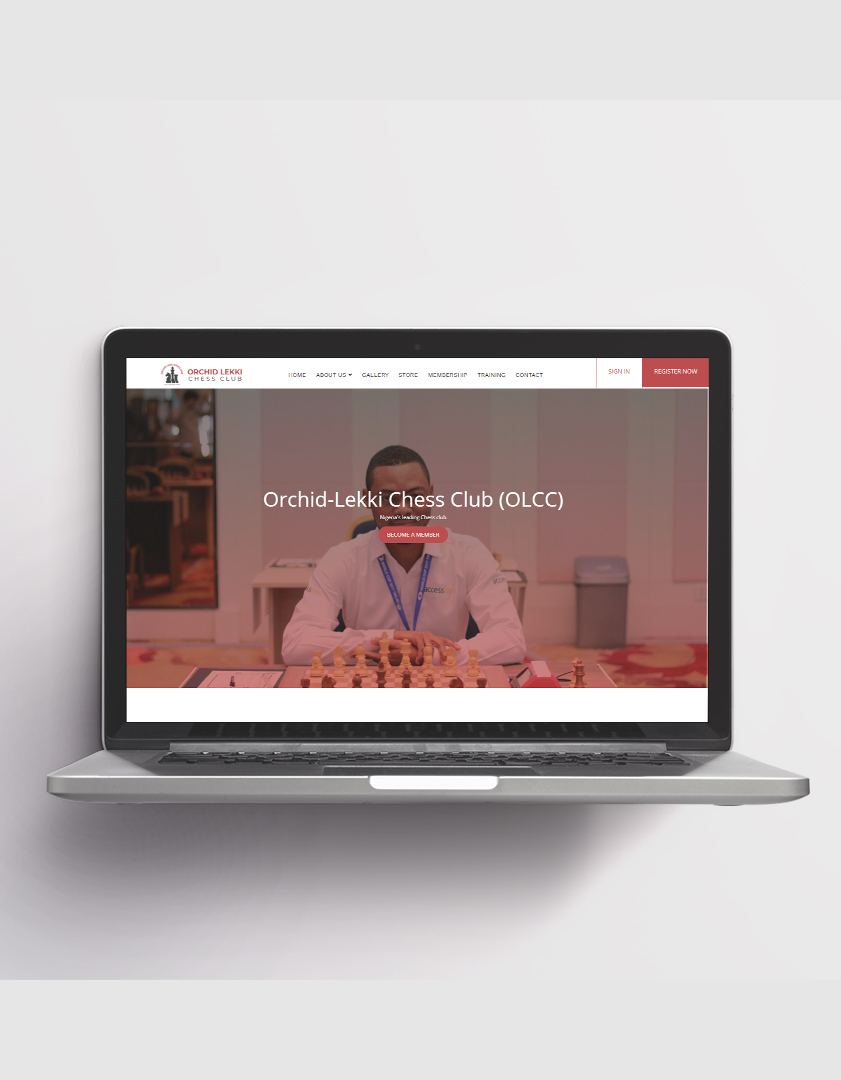 ORCHID LEKKI
CHESS CLUB
HOME ABOUT US GALLERY STORE MEMBERSHIP TRAINING CONTACT
SIGN IN REGISTER NOW
Orchid-Lekki Chess Club (OLCC)
Nigeria's leading Chess club
BECOME A MEMBER